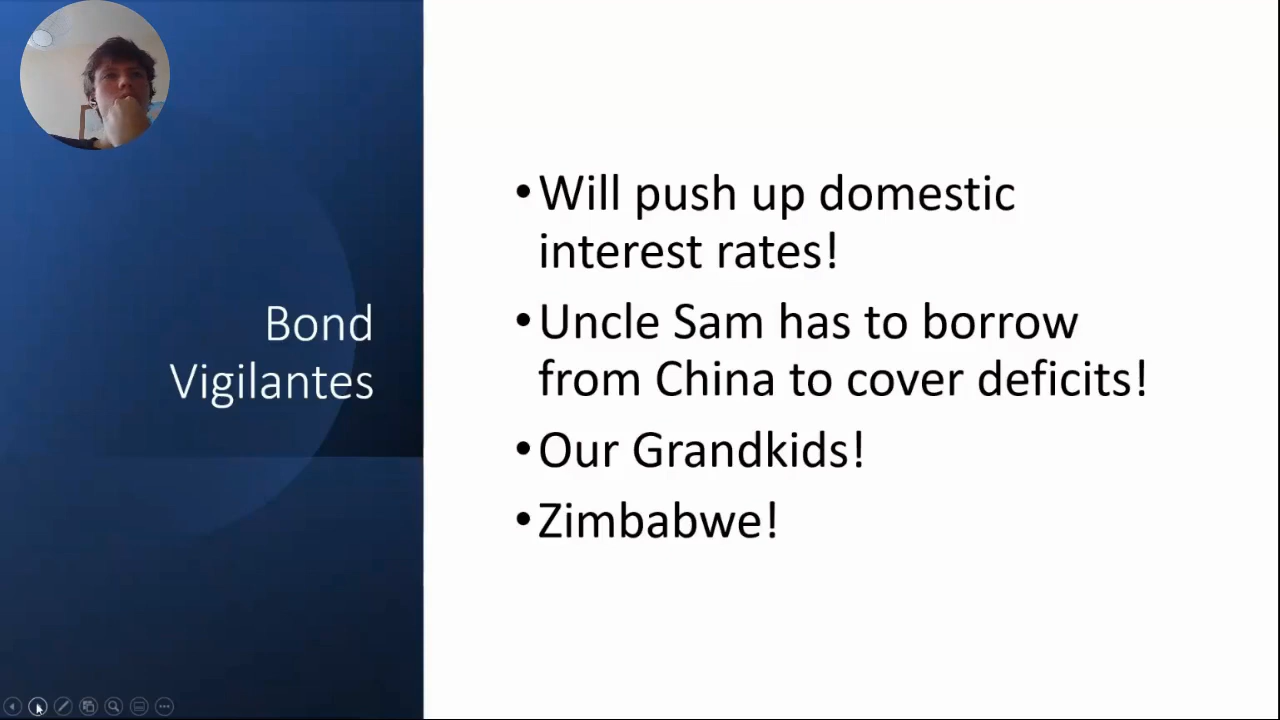 Bond
Vigilantes
•Will push up domestic
interest rates!
•Uncle Sam has to borrow
from China to cover deficits!
•Our Grandkids!
•Zimbabwe!